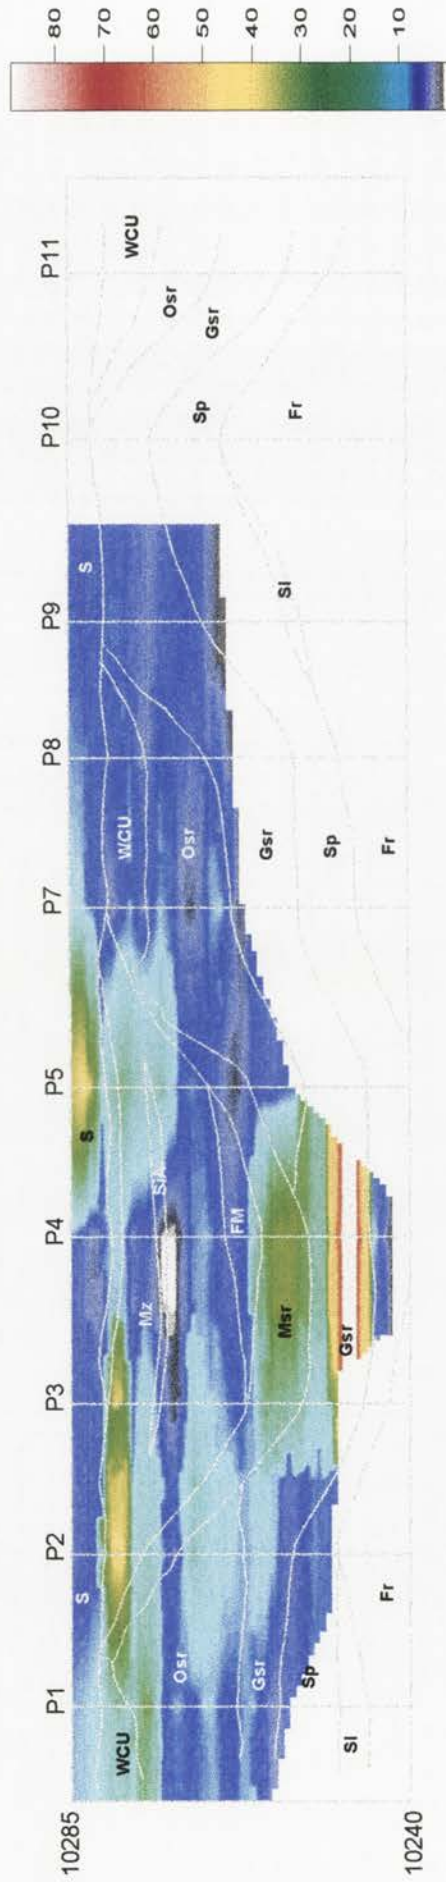 P1 P2 P3 P4 P5 P7 P8 P9 P10 P11
10285
S S S
WCU WCU WCU
Mz
Osr Osr Osr
FM
Gsr Gsr Gsr
Msr
Sp Sp Sp
Gsr
Sl Sl
Fr Fr Fr
10240
80
70
60
50
40
30
20
10